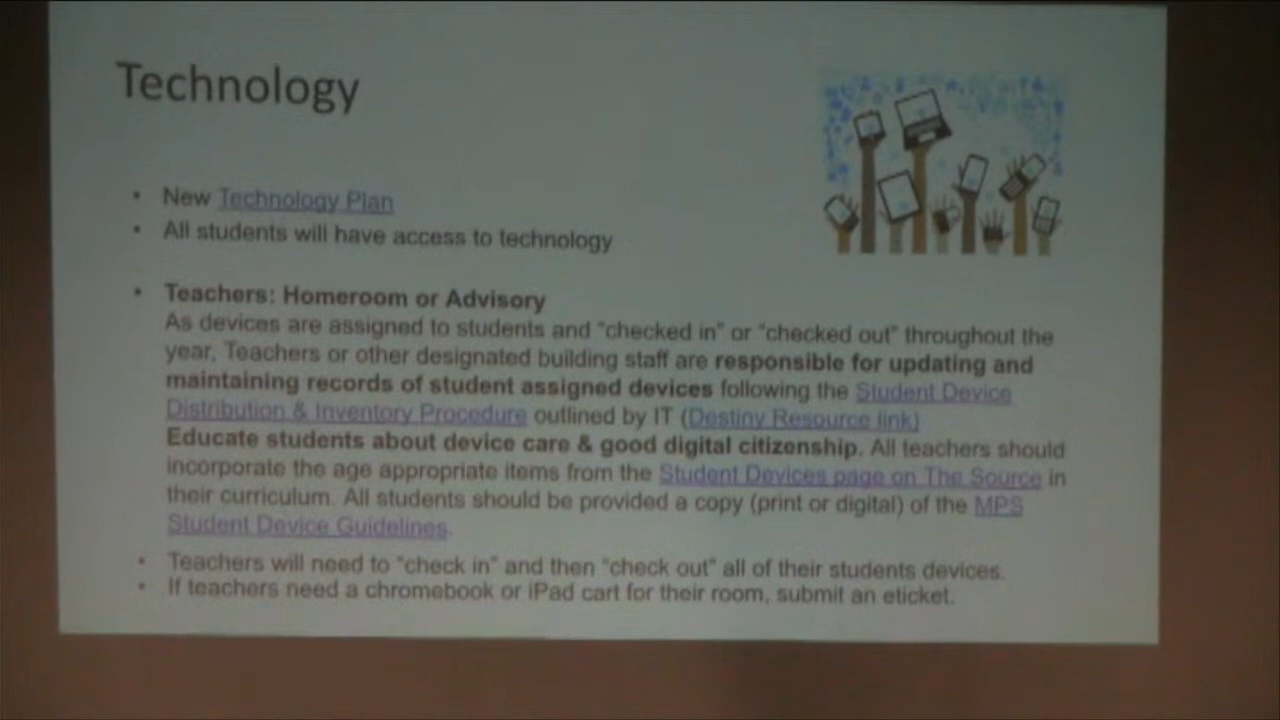 Technology
• New Technology Plan
• All students will have access to technology
• Teachers: Homeroom or Advisory
As devices are assigned to students and "checked in" or "checked out" throughout the
year, Teachers or other designated building staff are responsible for updating and
maintaining records of student assigned devices following the Student Device
Distribution & Inventory Procedure outlined by IT (Destiny Resource link)
Educate students about device care & good digital citizenship. All teachers should
incorporate the age appropriate items from the Student Devices page on The Source in
their curriculum. All students should be provided a copy (print or digital) of the MPS
Student Device Guidelines.
• Teachers will need to "check in" and then "check out" all of their students devices.
• If teachers need a chromebook or iPad cart for their room, submit an eticket.